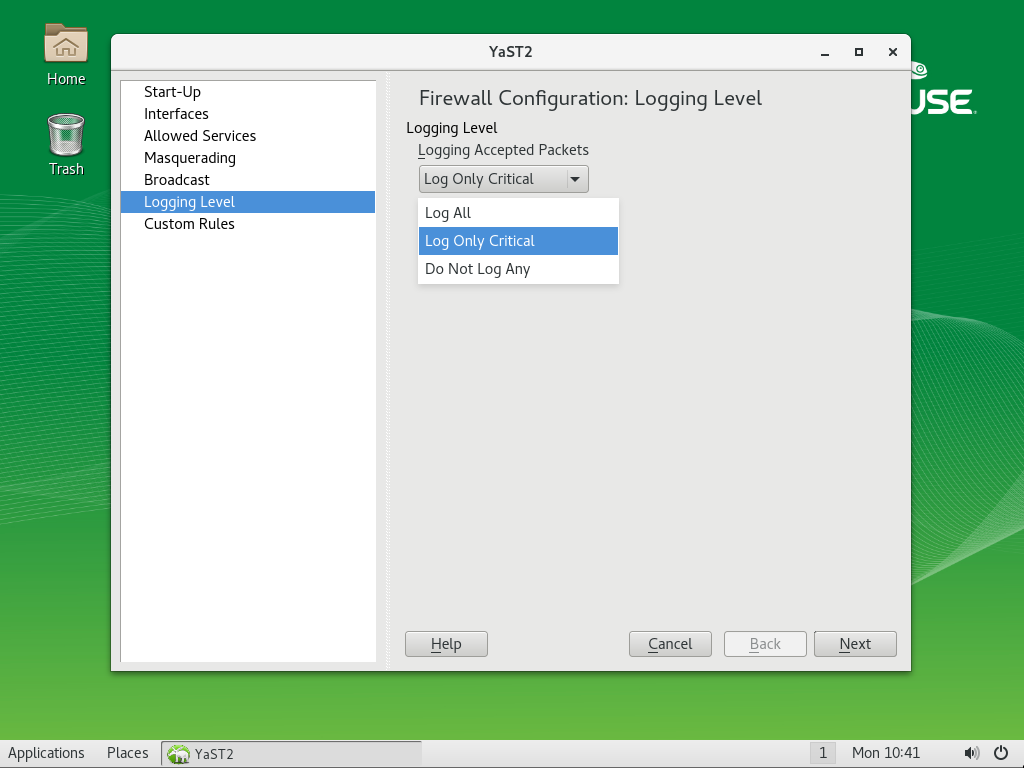 Home
Trash
YaST2
USE
Start-Up
Interfaces
Allowed Services
Masquerading
Broadcast
Logging Level
Custom Rules
Firewall Configuration: Logging Level
Logging Level
Logging Accepted Packets
Log Only Critical
Log All
Log Only Critical
Do Not Log Any
Help
Cancel
Back
Next
Applications
Places
YaST2
1
Mon 10:41